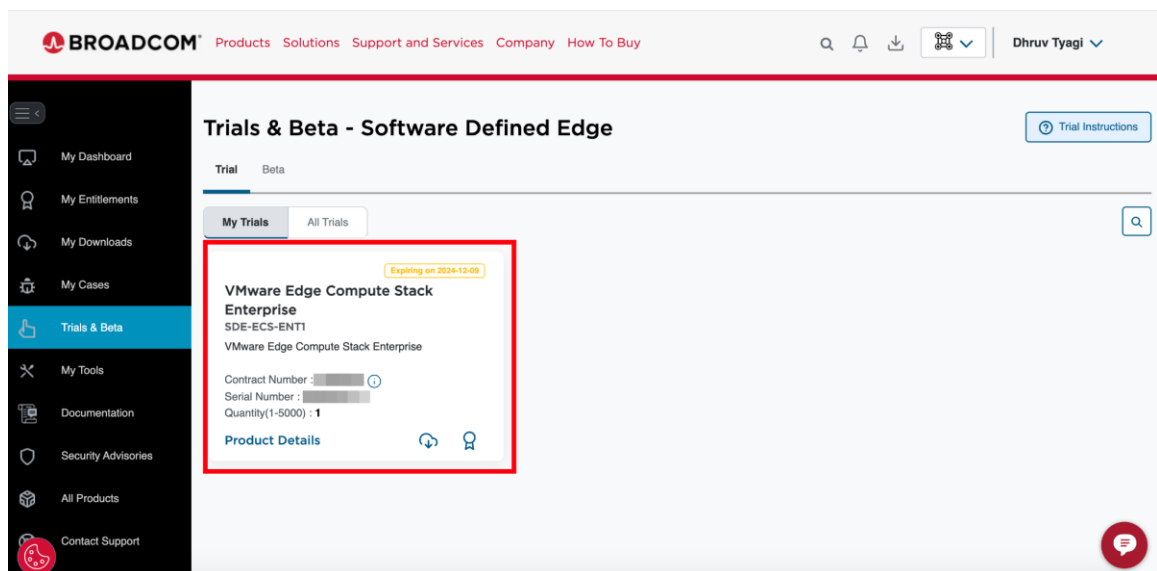 BROADCOM
Products Solutions Support and Services Company How To Buy
Dhruv Tyagi
Trials & Beta - Software Defined Edge
Trial Instructions
My Dashboard
My Entitlements
My Downloads
My Cases
Trials & Beta
My Tools
Documentation
Security Advisories
All Products
Contact Support
Trial Beta
My Trials All Trials
Expiring on 2024-12-09
VMware Edge Compute Stack
Enterprise
SDE-ECS-ENT1
VMware Edge Compute Stack Enterprise
Contract Number :
Serial Number :
Quantity(1-5000) : 1
Product Details